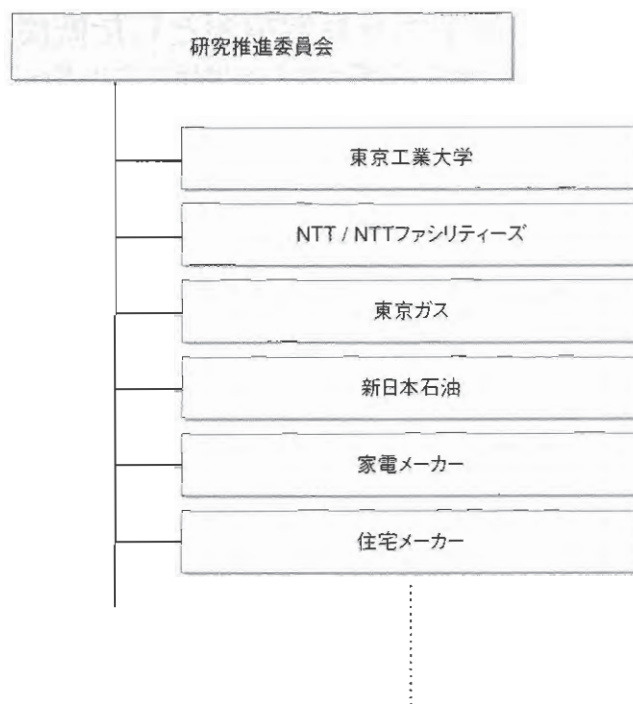 研究推進委員会
東京工業大学
NTT / NTTファシリティーズ
東京ガス
新日本石油
家電メーカー
住宅メーカー